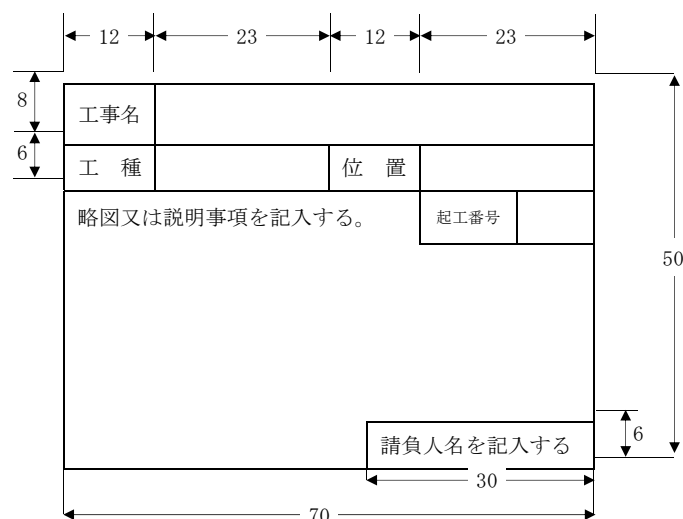 12 23 12 23
8
工事名
6
工 種 位 置
略図又は説明事項を記入する。 起工番号
50
請負人名を記入する 6
30
70